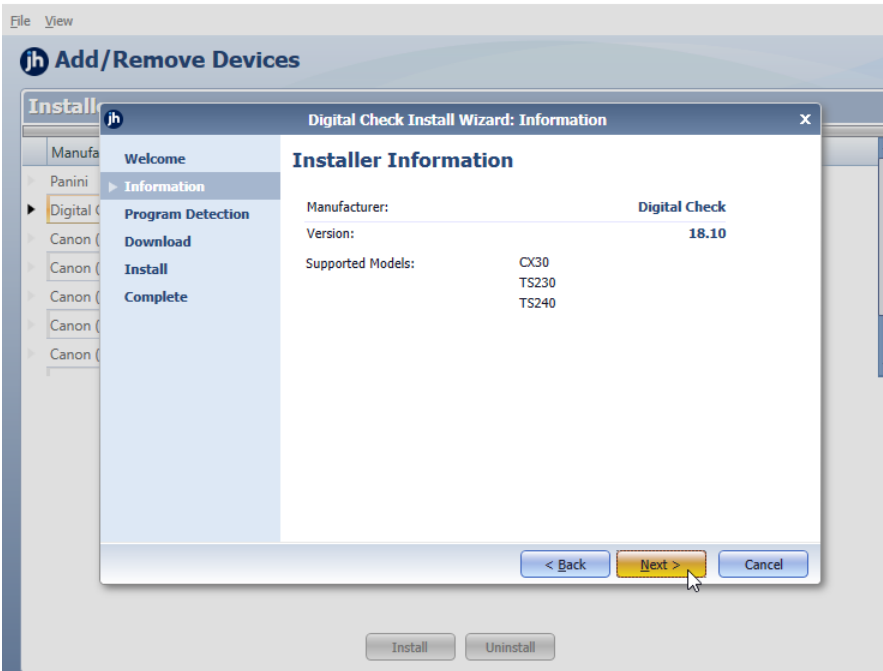 File View
jh Add/Remove Devices
Install
jh Digital Check Install Wizard: Information x
Manufa
Panini
Digital C
Canon (
Canon (
Canon (
Canon (
Canon (
Welcome
Information
Program Detection
Download
Install
Complete
Installer Information
Manufacturer: Digital Check
Version: 18.10
Supported Models: CX30
TS230
TS240
< Back Next > Cancel
Install Uninstall